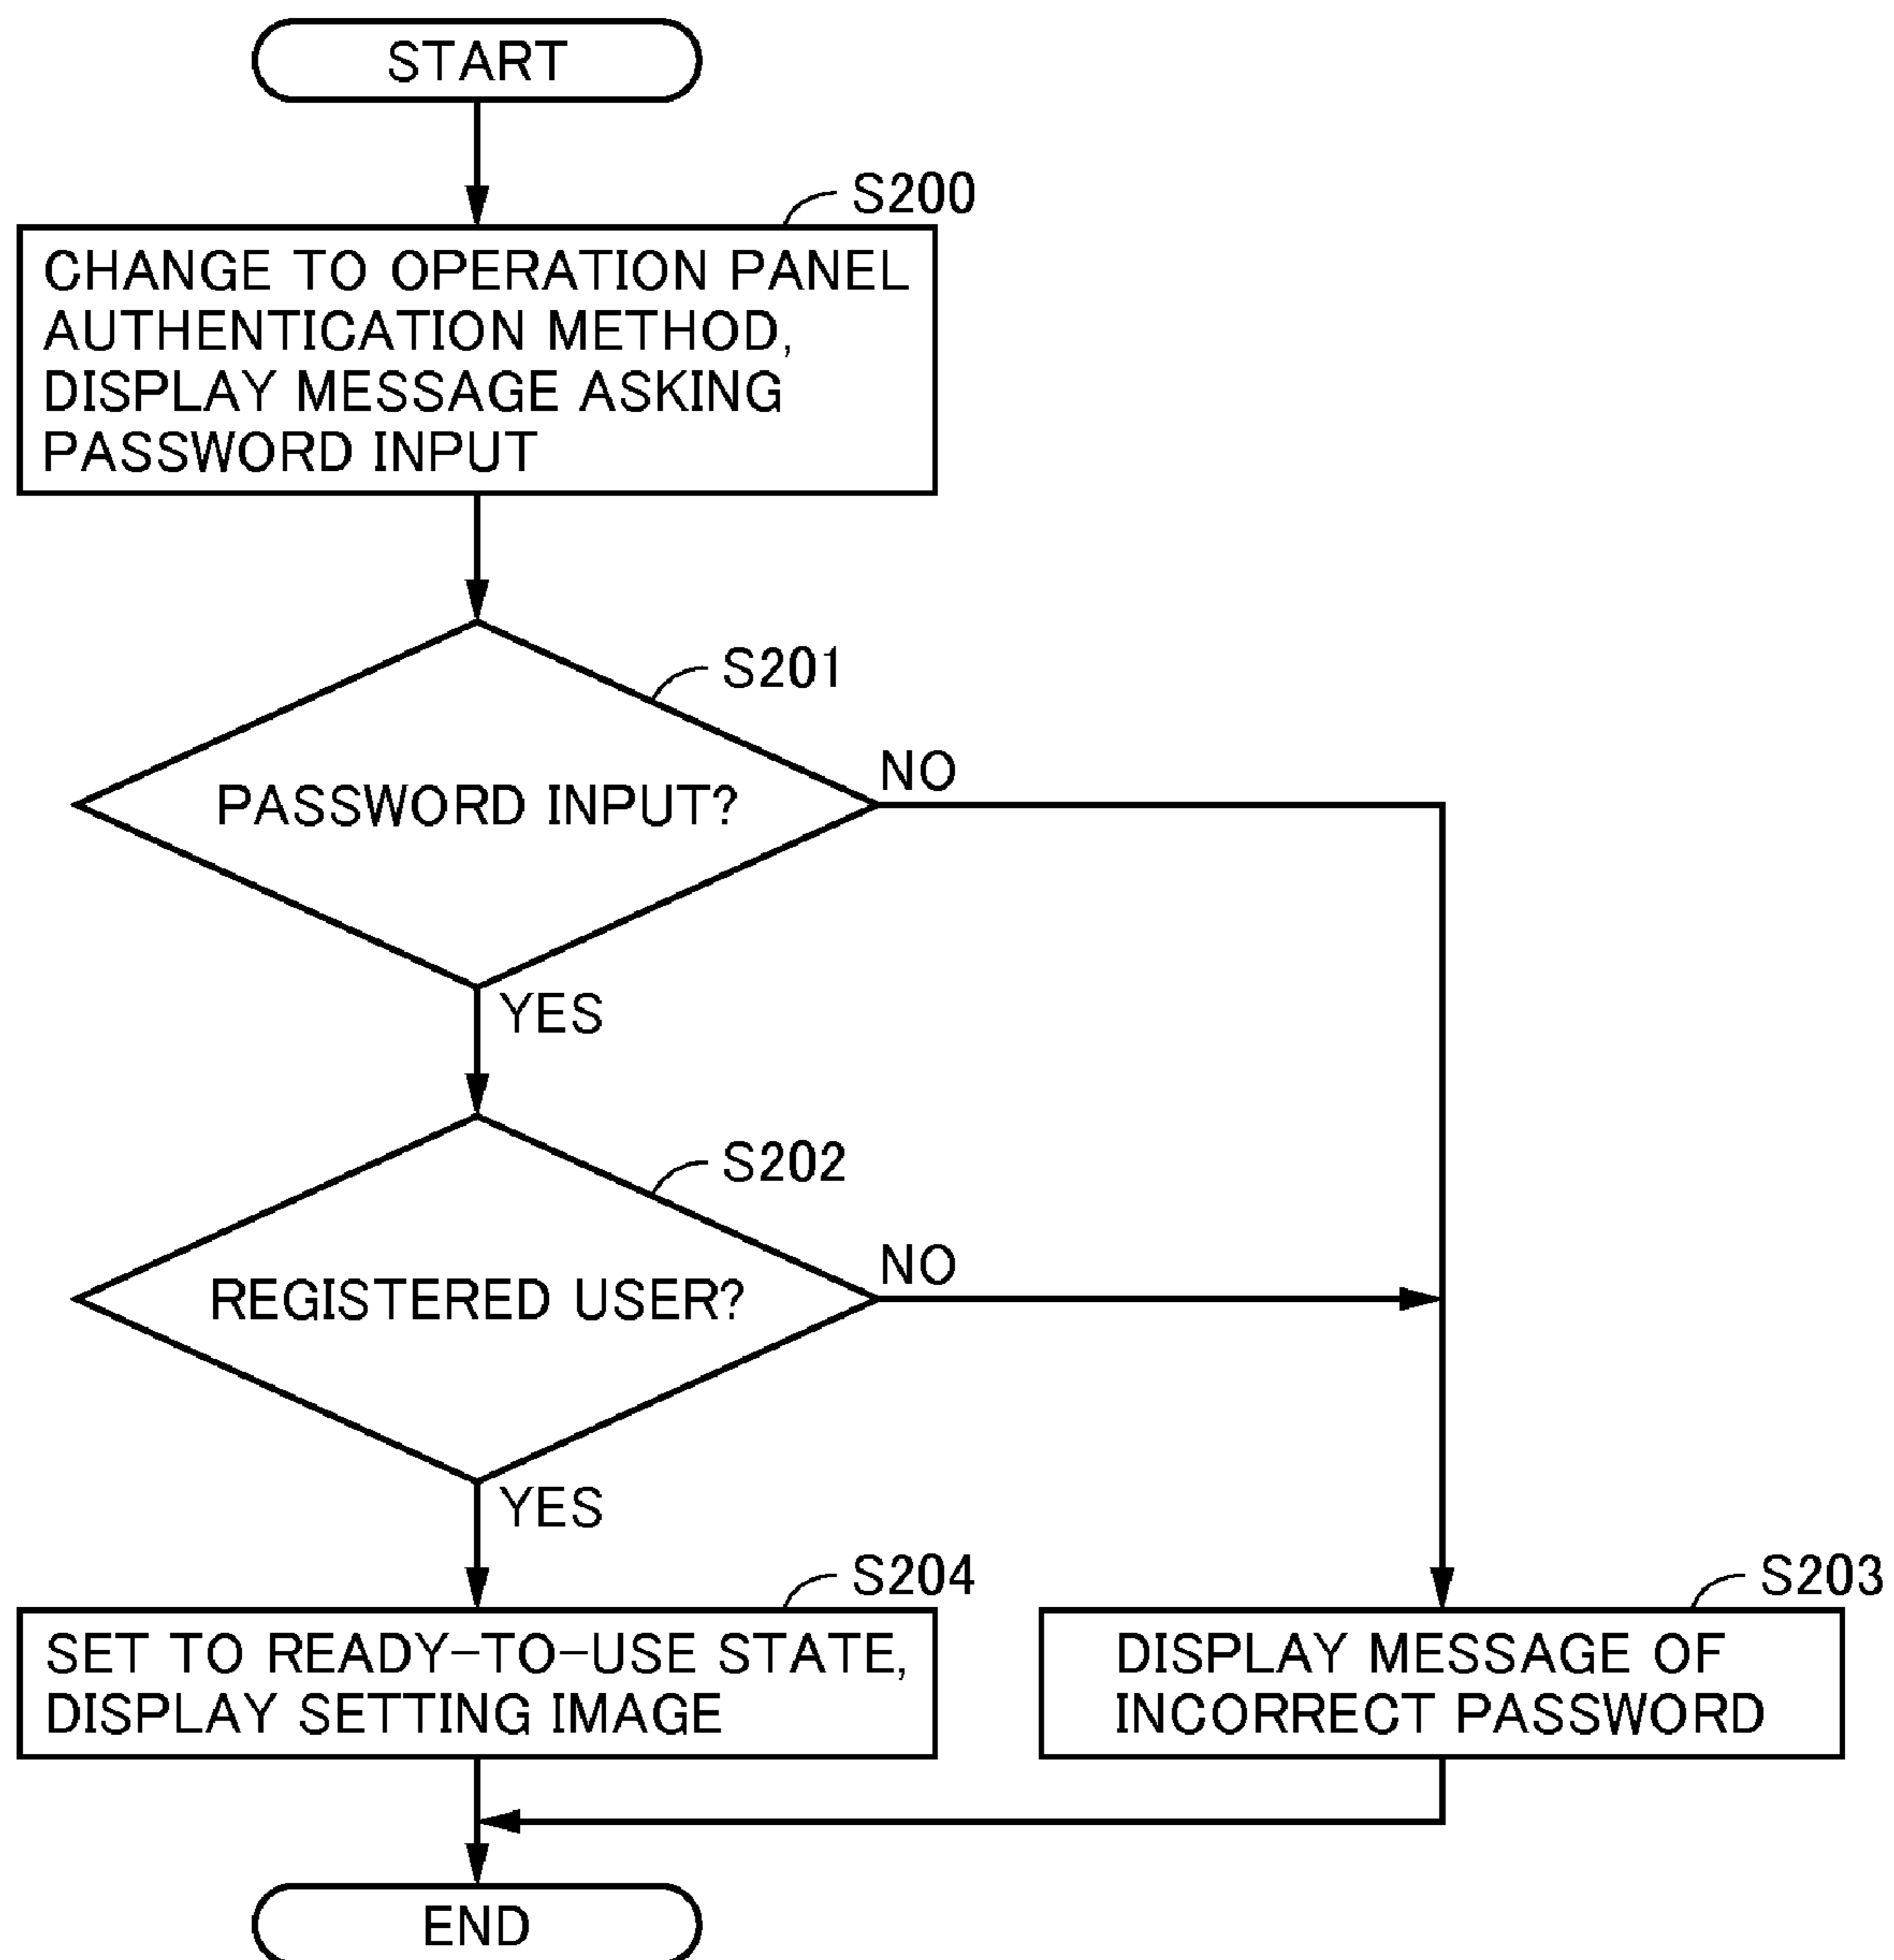 START
S200
CHANGE TO OPERATION PANEL
AUTHENTICATION METHOD,
DISPLAY MESSAGE ASKING
PASSWORD INPUT
S201
PASSWORD INPUT?
NO
YES
S202
REGISTERED USER?
NO
YES
S204
SET TO READY-TO-USE STATE,
DISPLAY SETTING IMAGE
S203
DISPLAY MESSAGE OF
INCORRECT PASSWORD
END